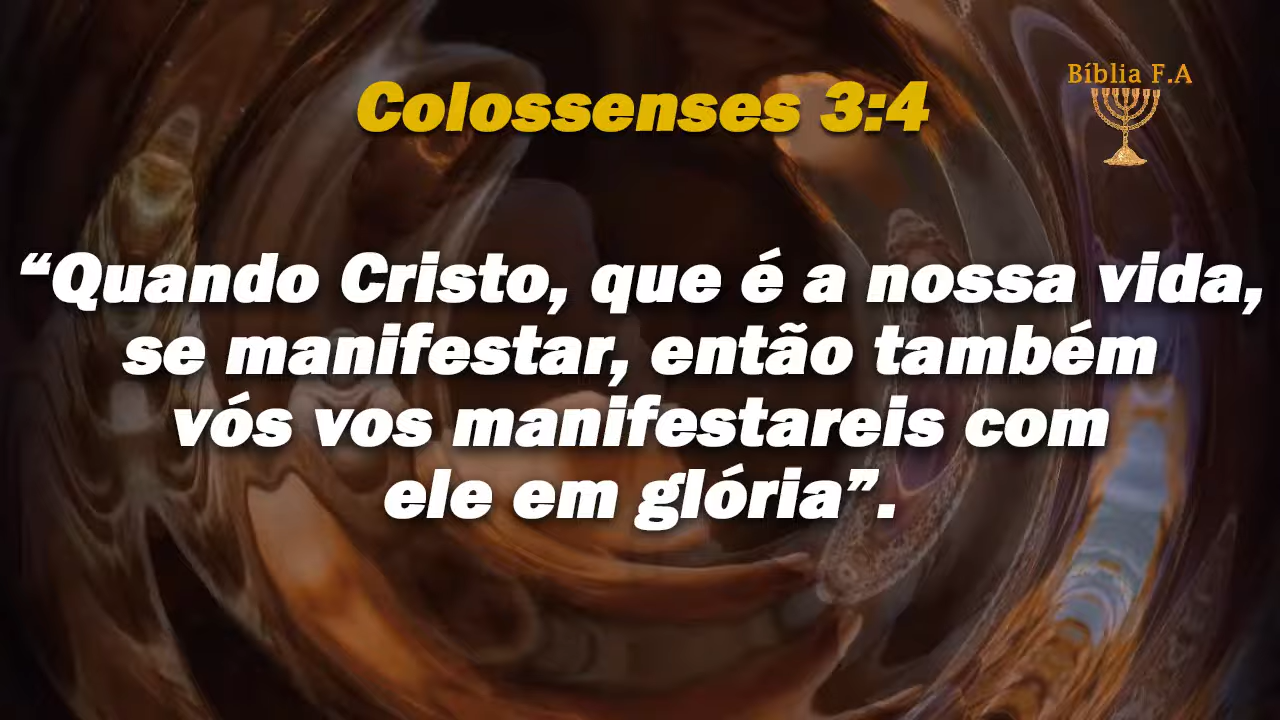 Colossenses 3:4
Bíblia F.A
“Quando Cristo, que é a nossa vida,
se manifestar, então também
vós vos manifestareis com
ele em glória”.